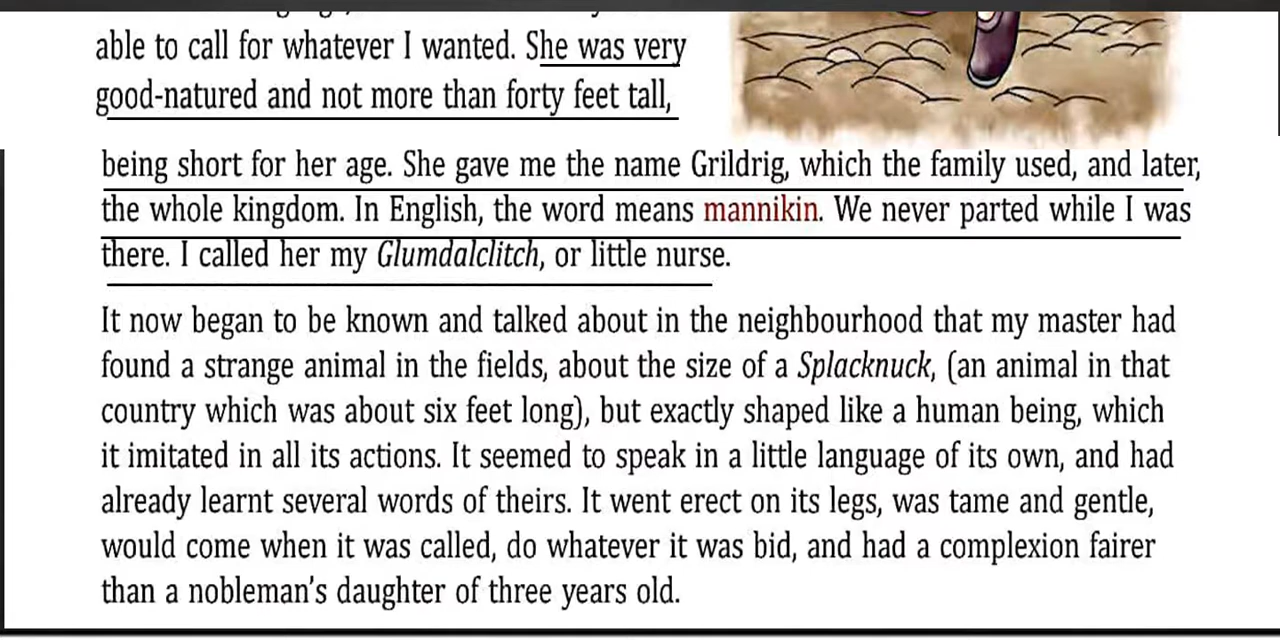 able to call for whatever I wanted. She was very
good-natured and not more than forty feet tall,
being short for her age. She gave me the name Grildrig, which the family used, and later,
the whole kingdom. In English, the word means mannikin. We never parted while I was
there. I called her my Glumdalclitch, or little nurse.
It now began to be known and talked about in the neighbourhood that my master had
found a strange animal in the fields, about the size of a Splacknuck, (an animal in that
country which was about six feet long), but exactly shaped like a human being, which
it imitated in all its actions. It seemed to speak in a little language of its own, and had
already learnt several words of theirs. It went erect on its legs, was tame and gentle,
would come when it was called, do whatever it was bid, and had a complexion fairer
than a nobleman's daughter of three years old.